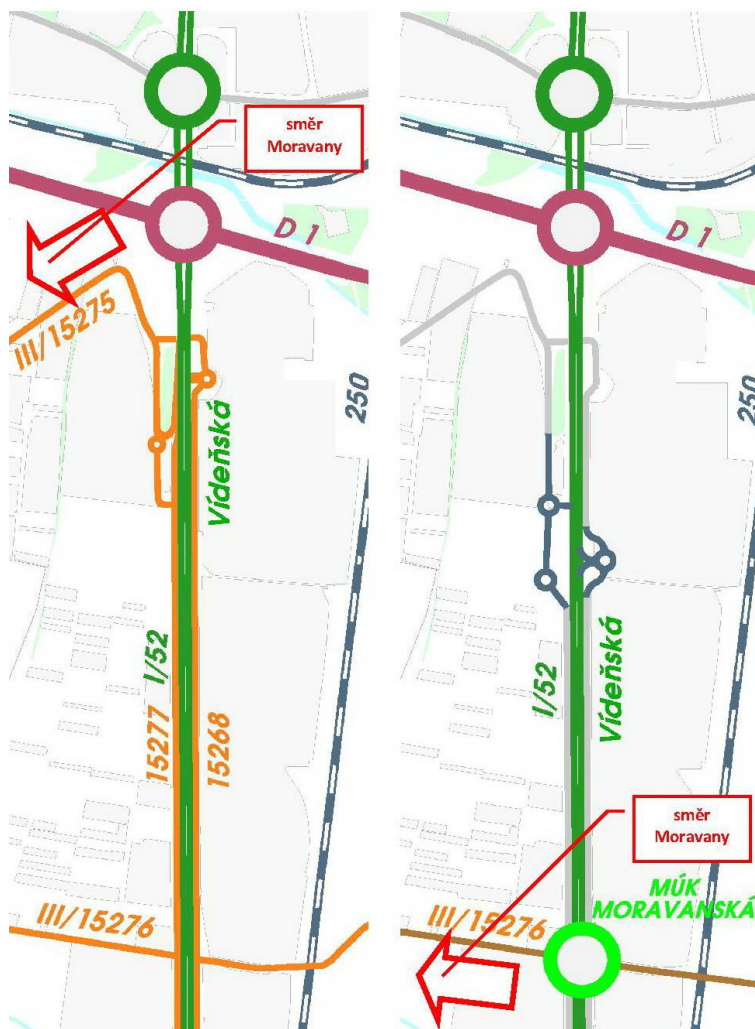 směr
Moravany
D 1
III/15275
250
Vídeňská
I/52
15277
15268
III/15276
D 1
250
I/52
Vídeňská
směr
Moravany
MÚK
MORAVANSKÁ
III/15276